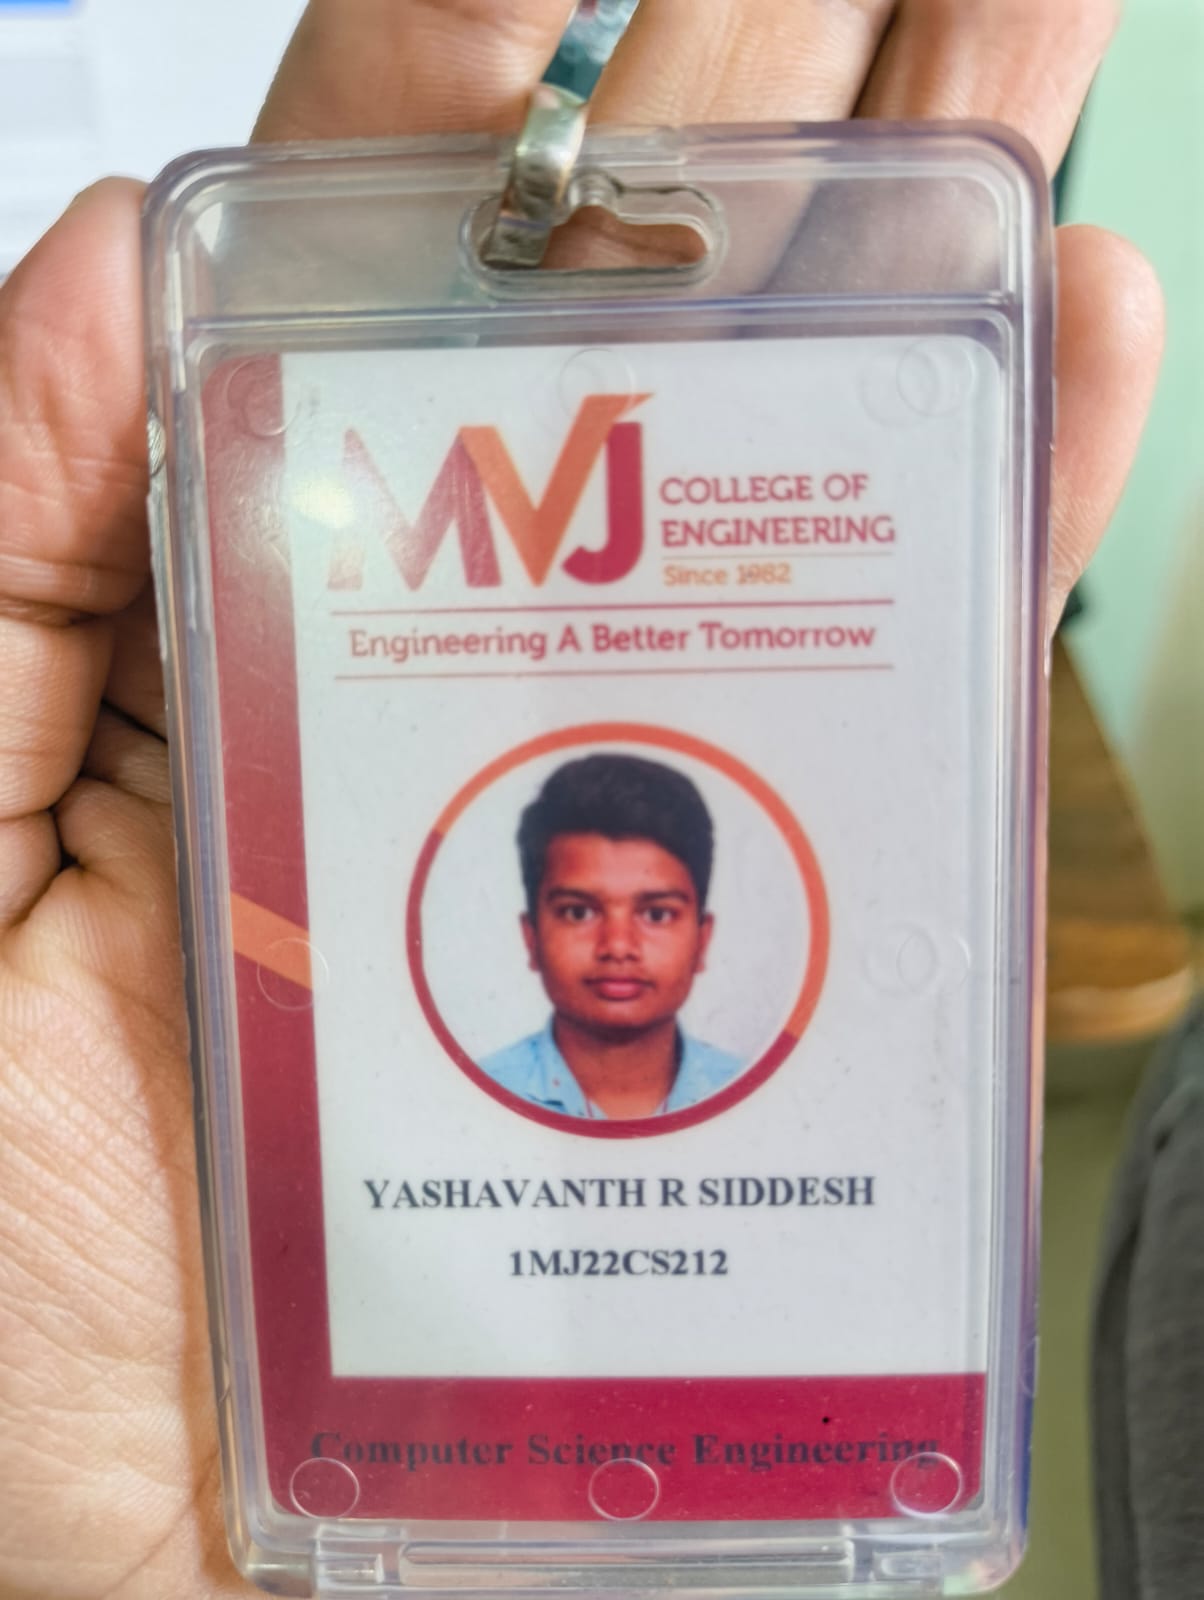 MVJ
COLLEGE OF
ENGINEERING
Since 1982
Engineering A Better Tomorrow
YASHAVANTH R SIDDESH
1MJ22CS212
Computer Science Engineering